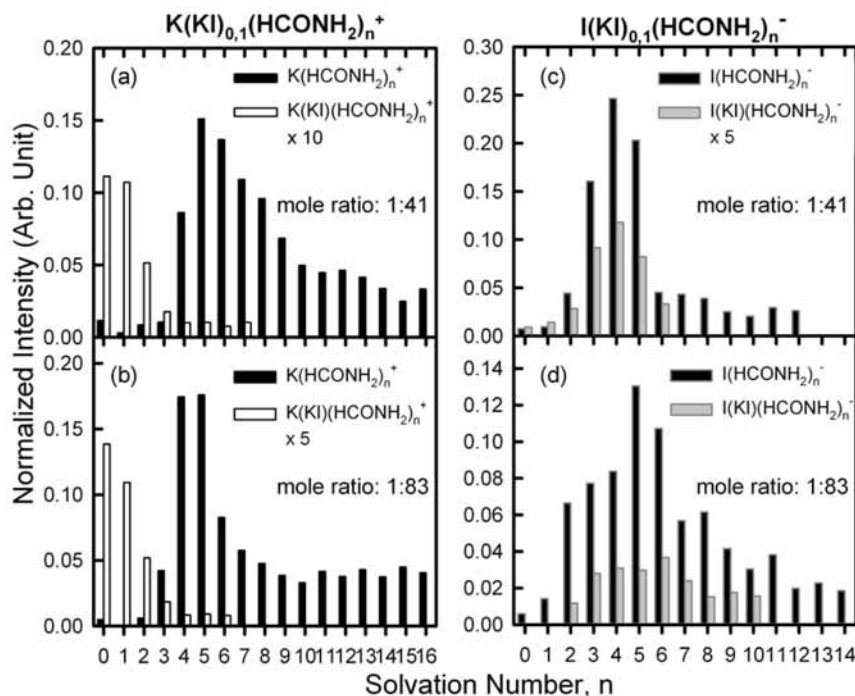 K(KI)₀,₁(HCONH₂)ₙ⁺
I(KI)₀,₁(HCONH₂)ₙ⁻
Normalized Intensity (Arb. Unit)
0.20
0.15
0.10
0.05
0.00
(a)
K(HCONH₂)ₙ⁺
K(KI)(HCONH₂)ₙ⁺
x 10
mole ratio: 1:41
0.30
0.25
0.20
0.15
0.10
0.05
0.00
(c)
I(HCONH₂)ₙ⁻
I(KI)(HCONH₂)ₙ⁻
x 5
mole ratio: 1:41
0.20
0.15
0.10
0.05
0.00
(b)
K(HCONH₂)ₙ⁺
K(KI)(HCONH₂)ₙ⁺
x 5
mole ratio: 1:83
0 1 2 3 4 5 6 7 8 9 10 11 12 13 14 15 16
0.14
0.12
0.10
0.08
0.06
0.04
0.02
0.00
(d)
I(HCONH₂)ₙ⁻
I(KI)(HCONH₂)ₙ⁻
mole ratio: 1:83
0 1 2 3 4 5 6 7 8 9 10 11 12 13 14
Solvation Number, n